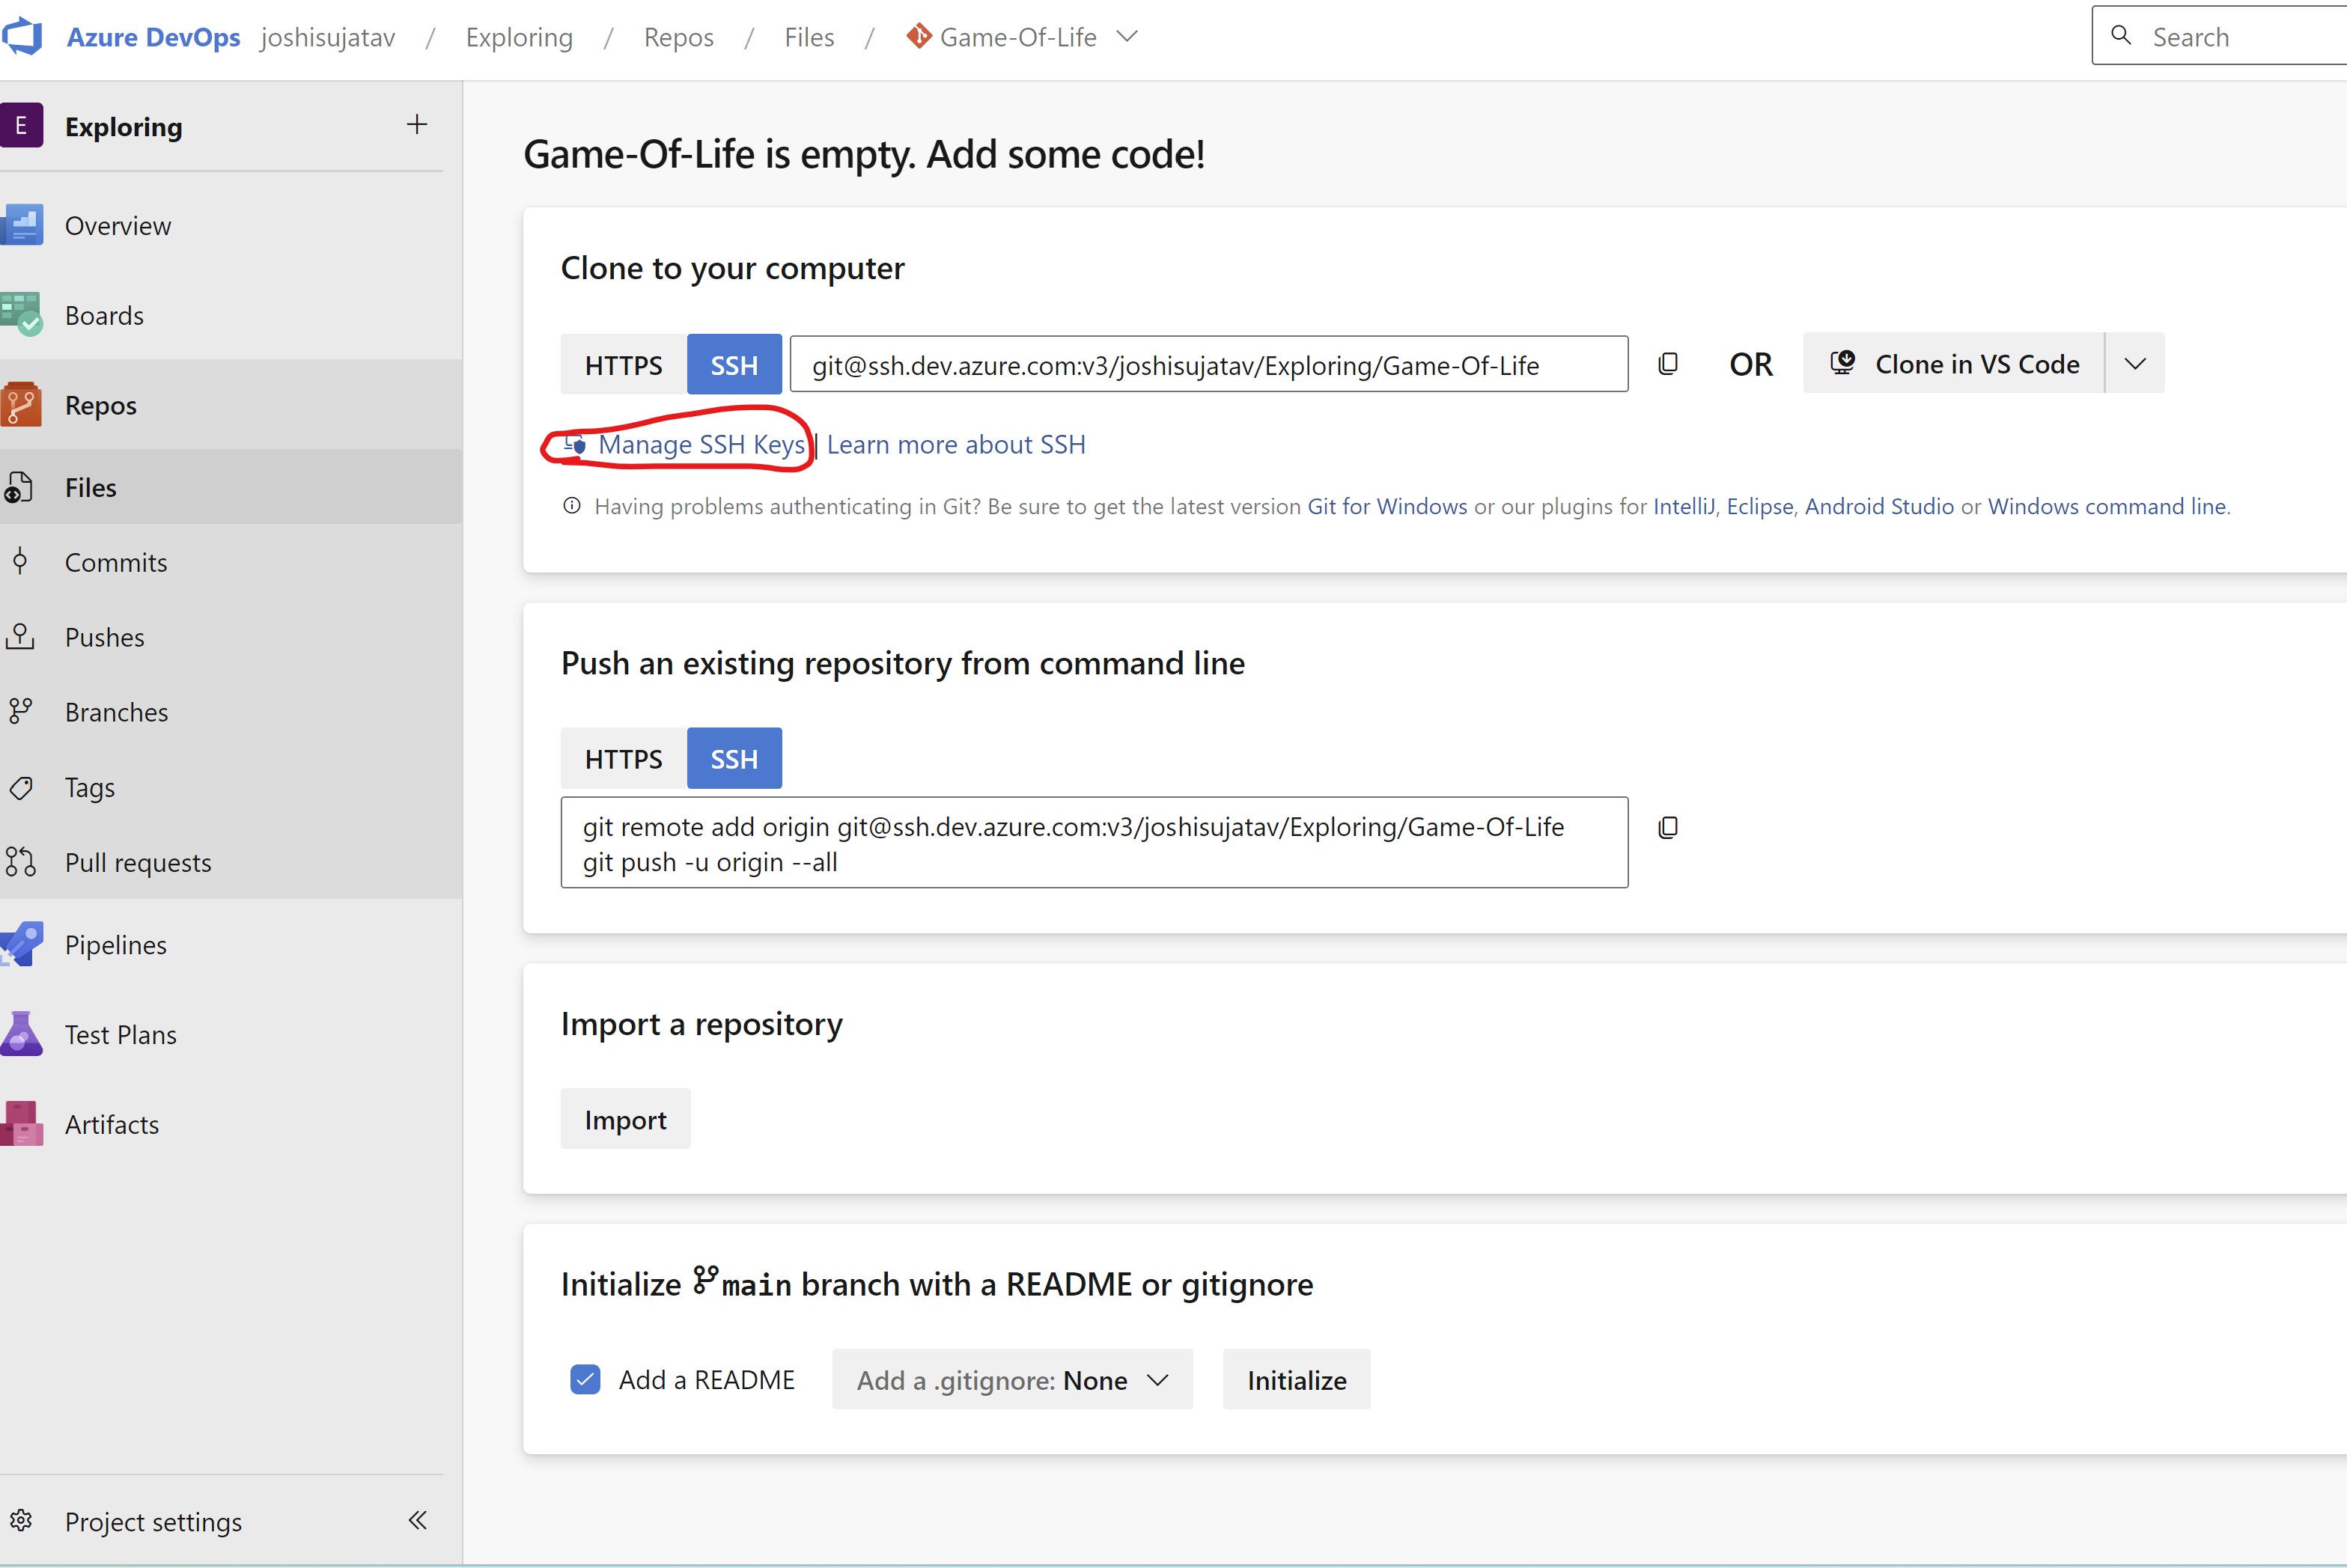 Azure DevOps joshisujatav / Exploring / Repos / Files / Game-Of-Life
Search
E Exploring +
Overview
Boards
Repos
Files
Commits
Pushes
Branches
Tags
Pull requests
Pipelines
Test Plans
Artifacts
Project settings
Game-Of-Life is empty. Add some code!
Clone to your computer
HTTPS SSH git@ssh.dev.azure.com:v3/joshisujatav/Exploring/Game-Of-Life OR Clone in VS Code
Manage SSH Keys | Learn more about SSH
Having problems authenticating in Git? Be sure to get the latest version Git for Windows or our plugins for IntelliJ, Eclipse, Android Studio or Windows command line.
Push an existing repository from command line
HTTPS SSH
git remote add origin git@ssh.dev.azure.com:v3/joshisujatav/Exploring/Game-Of-Life
git push -u origin --all
Import a repository
Import
Initialize main branch with a README or gitignore
Add a README Add a .gitignore: None Initialize